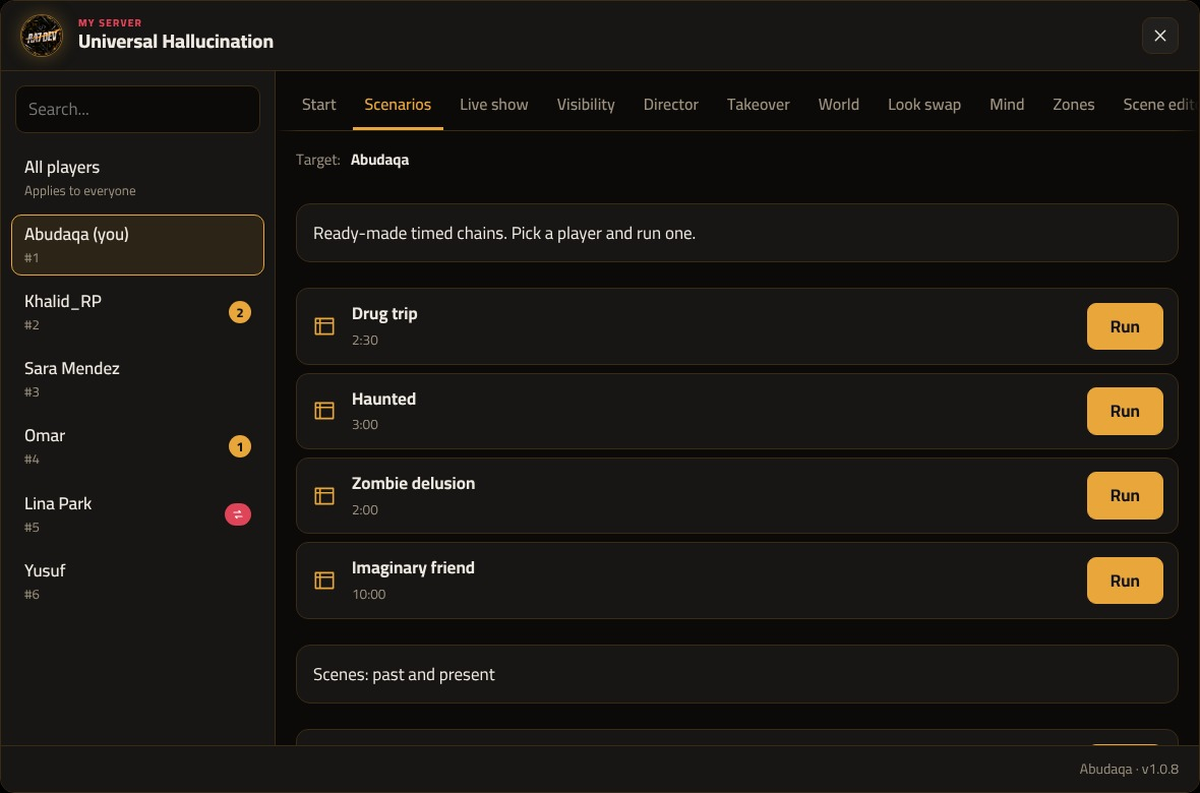 MY SERVER
Universal Hallucination
Search...
All players
Applies to everyone
Abudaqa (you)
#1
Khalid_RP
#2
2
Sara Mendez
#3
Omar
#4
1
Lina Park
#5
Yusuf
#6
Start Scenarios Live show Visibility Director Takeover World Look swap Mind Zones Scene edit
Target: Abudaqa
Ready-made timed chains. Pick a player and run one.
Drug trip
2:30
Run
Haunted
3:00
Run
Zombie delusion
2:00
Run
Imaginary friend
10:00
Run
Scenes: past and present
Abudaqa · v1.0.8